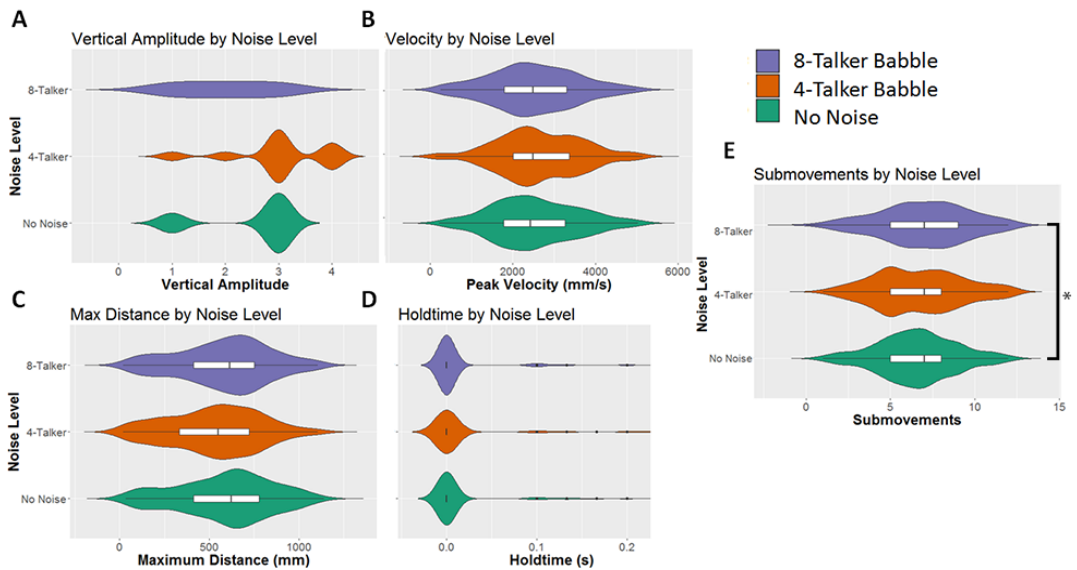 A
Vertical Amplitude by Noise Level
Noise Level
8-Talker
4-Talker
No Noise
0 1 2 3 4
Vertical Amplitude
B
Velocity by Noise Level
0 2000 4000 6000
Peak Velocity (mm/s)
8-Talker Babble
4-Talker Babble
No Noise
C
Max Distance by Noise Level
Noise Level
8-Talker
4-Talker
No Noise
0 500 1000
Maximum Distance (mm)
D
Holdtime by Noise Level
0.0 0.1 0.2
Holdtime (s)
E
Submovements by Noise Level
Noise Level
8-Talker
4-Talker
No Noise
*
0 5 10 15
Submovements